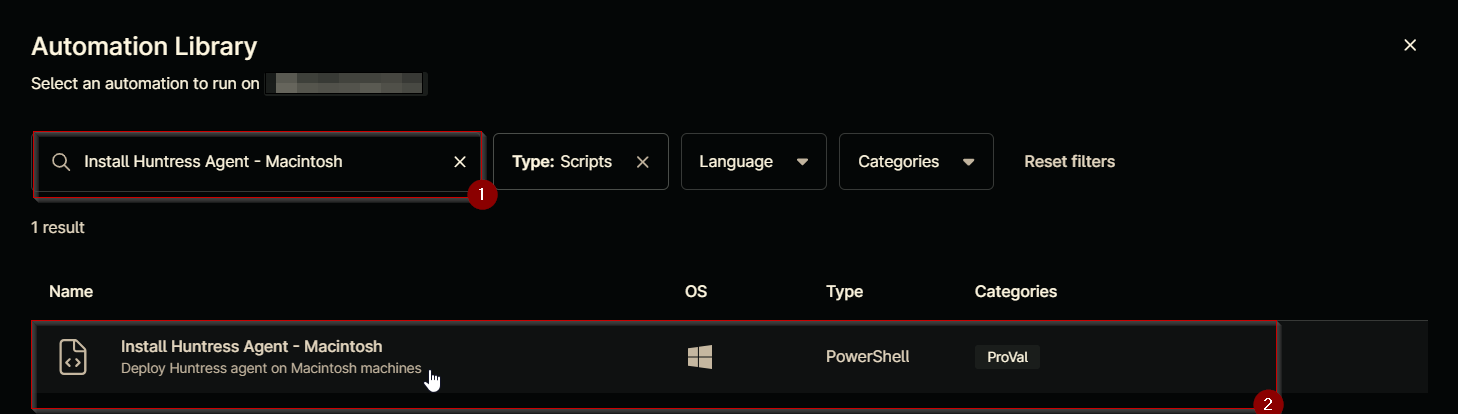 Automation Library
Select an automation to run on
Install Huntress Agent - Macintosh
Type: Scripts
Language
Categories
Reset filters
1
1 result
Name
OS
Type
Categories
Install Huntress Agent - Macintosh
Deploy Huntress agent on Macintosh machines
PowerShell
ProVal
2